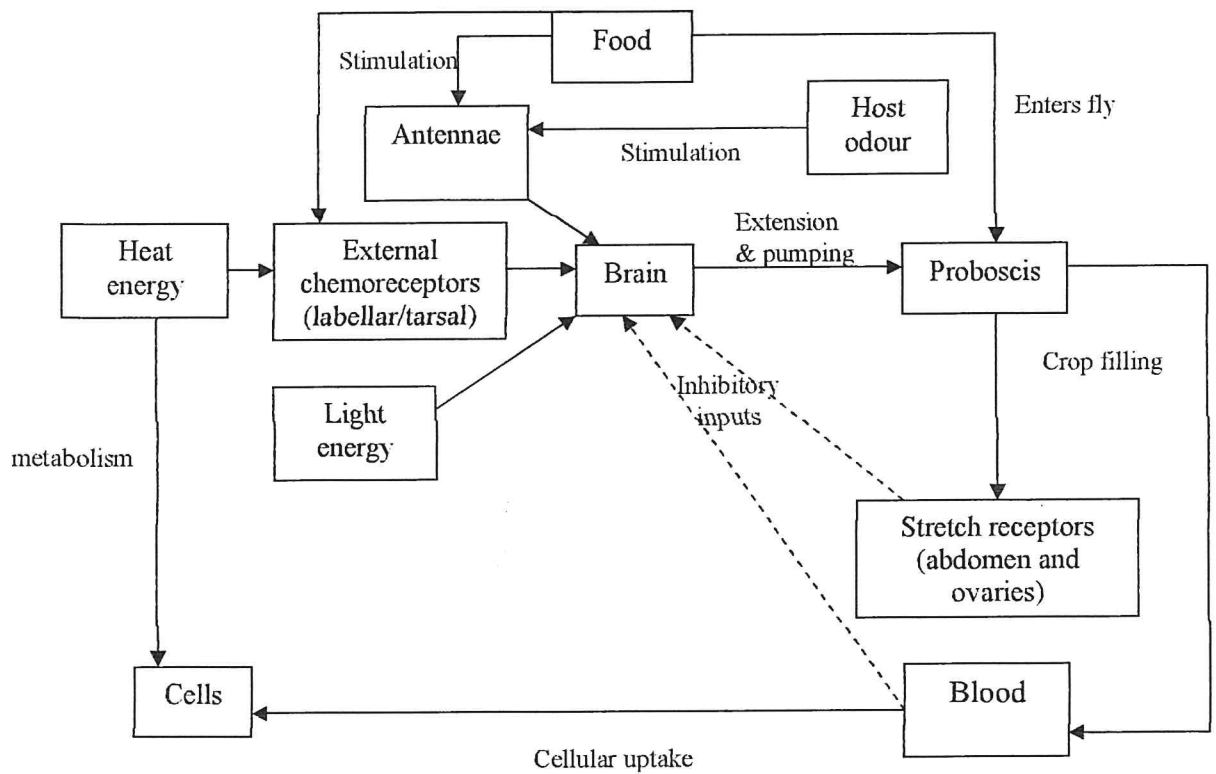 Food
Stimulation
Host
odour
Enters fly
Antennae
Stimulation
Heat
energy
External
chemoreceptors
(labellar/tarsal)
Brain
Extension
& pumping
Proboscis
Light
energy
Inhibitory
inputs
Crop filling
metabolism
Stretch receptors
(abdomen and
ovaries)
Cells
Blood
Cellular uptake